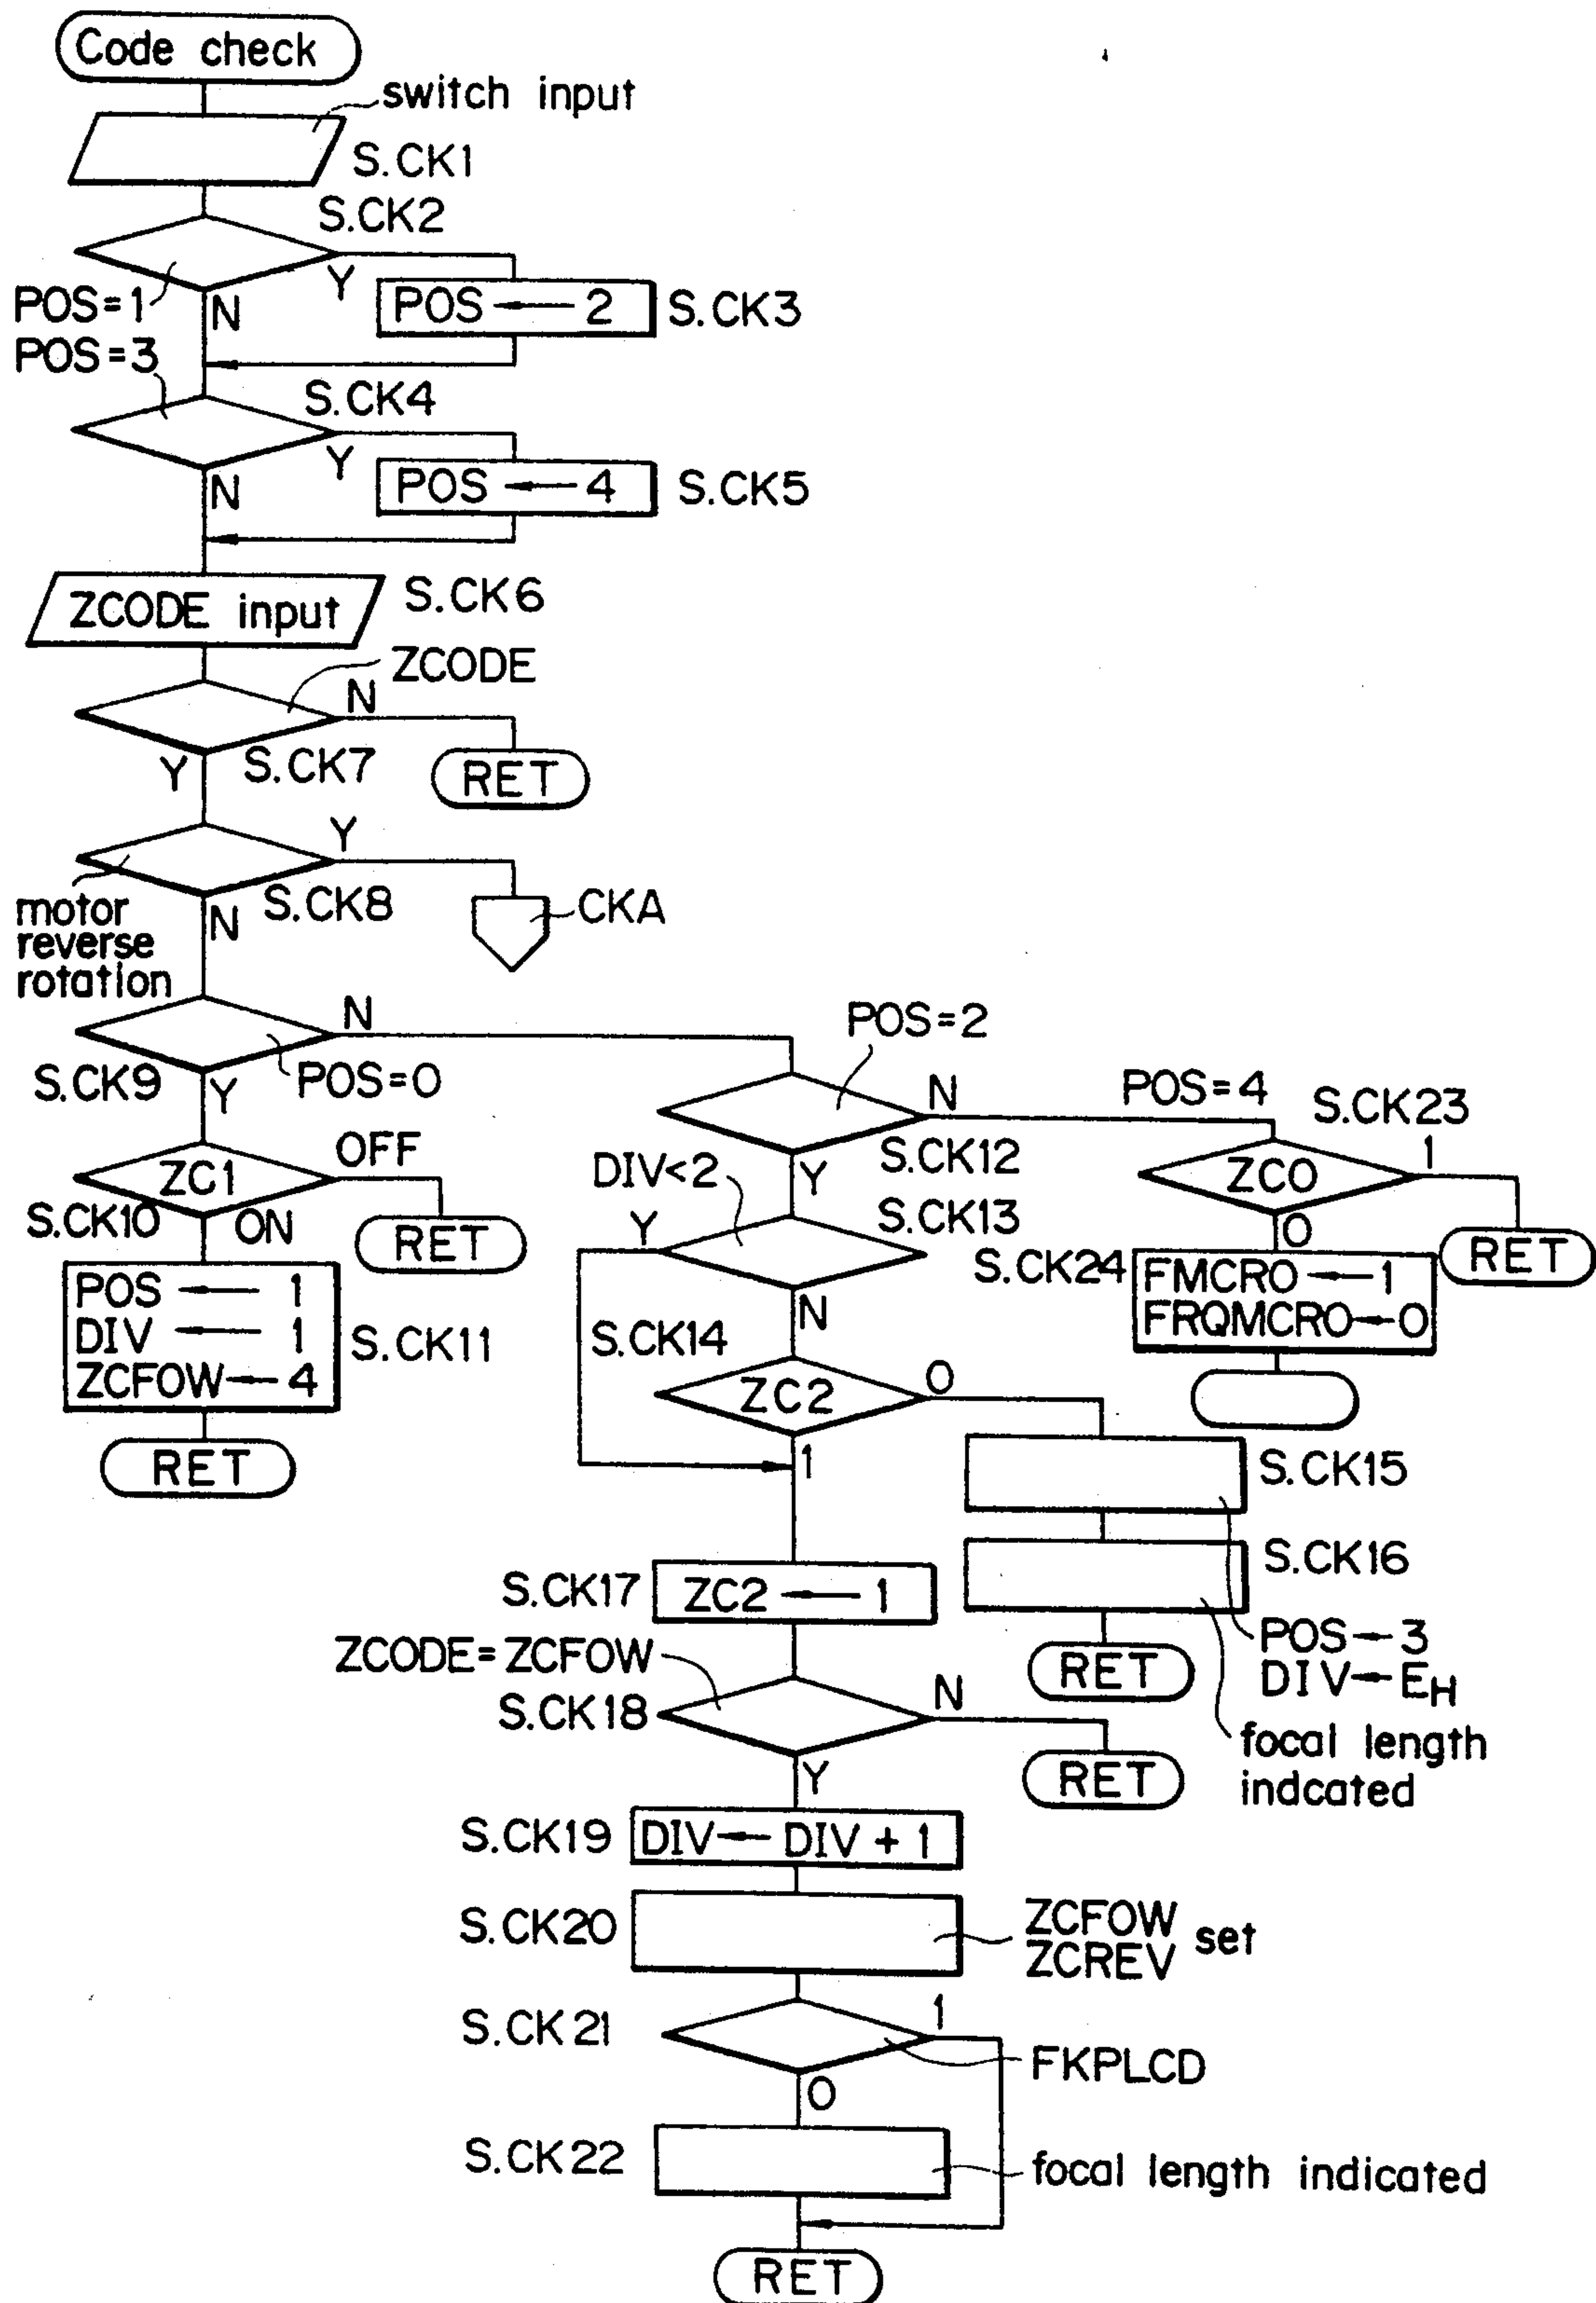 Code check
switch input
S.CK1
S.CK2
Y
POS=1
N
POS ← 2
S.CK3
POS=3
S.CK4
Y
N
POS ← 4
S.CK5
ZCODE input
S.CK6
ZCODE
N
S.CK7
Y
RET
Y
S.CK8
CKA
motor
reverse
rotation
N
N
S.CK9
POS=0
Y
POS=2
N
POS=4
S.CK23
S.CK12
Y
ZC0
1
ZC1
OFF
S.CK10
ON
RET
DIV<2
S.CK13
Y
N
0
RET
S.CK24
FMCRO ← 1
FRQMCRO ← 0
POS ← 1
DIV ← 1
ZCFOW ← 4
S.CK11
RET
S.CK14
ZC2
0
1
S.CK15
S.CK16
POS ← 3
DIV ← EH
focal length
indcated
RET
S.CK17
ZC2 ← 1
ZCODE=ZCFOW
S.CK18
N
RET
Y
S.CK19
DIV ← DIV + 1
S.CK20
ZCFOW
ZCREV
set
S.CK21
1
FKPLCD
0
S.CK22
focal length indicated
RET